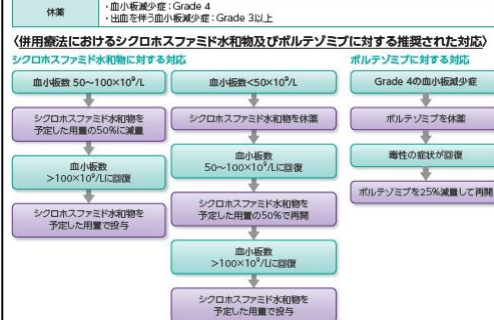 休薬
・血小板減少症：Grade 4
・出血を伴う血小板減少症：Grade 3以上
〈併用療法におけるシクロホスファミド水和物及びボルテゾミブに対する推奨された対応〉
シクロホスファミド水和物に対する対応
血小板数 50～100×10⁹/L
シクロホスファミド水和物を
予定した用量の50%に減量
血小板数
>100×10⁹/Lに回復
シクロホスファミド水和物を
予定した用量で投与
血小板数<50×10⁹/L
シクロホスファミド水和物を休薬
血小板数
50～100×10⁹/Lに回復
シクロホスファミド水和物を
予定した用量の50%で再開
血小板数
>100×10⁹/Lに回復
シクロホスファミド水和物を
予定した用量で投与
ボルテゾミブに対する対応
Grade 4の血小板減少症
ボルテゾミブを休薬
毒性の症状が回復
ボルテゾミブを25%減量して再開